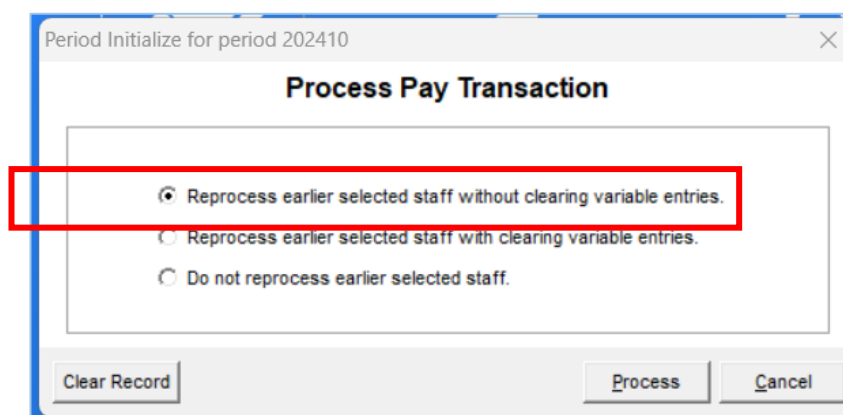 Period Initialize for period 202410
Process Pay Transaction
Reprocess earlier selected staff without clearing variable entries.
Reprocess earlier selected staff with clearing variable entries.
Do not reprocess earlier selected staff.
Clear Record
Process
Cancel